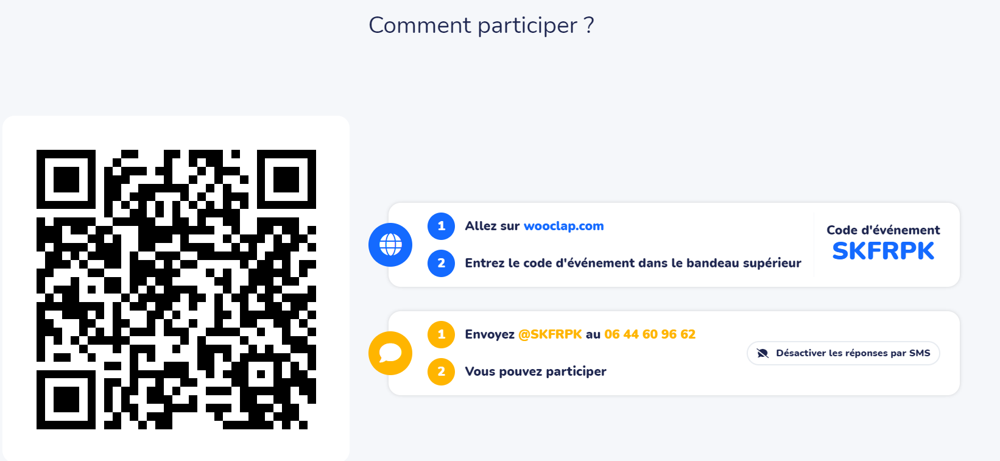 Comment participer ?
1 Allez sur wooclap.com
2 Entrez le code d'événement dans le bandeau supérieur
Code d'événement
SKFRPK
1 Envoyez @SKFRPK au 06 44 60 96 62
2 Vous pouvez participer
Désactiver les réponses par SMS